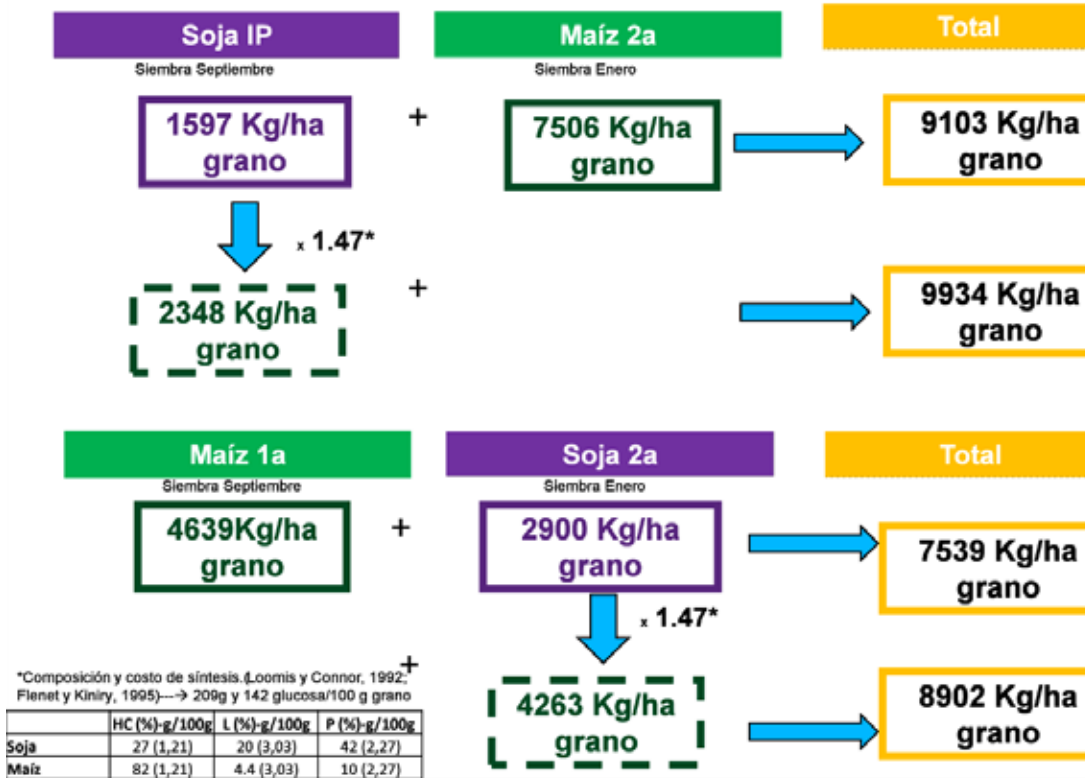 Soja IP
Maíz 2a
Total
Siembra Septiembre
Siembra Enero
1597 Kg/ha
grano
+
7506 Kg/ha
grano
9103 Kg/ha
grano
x 1.47*
2348 Kg/ha
grano
+
9934 Kg/ha
grano
Maíz 1a
Soja 2a
Total
Siembra Septiembre
Siembra Enero
4639Kg/ha
grano
+
2900 Kg/ha
grano
7539 Kg/ha
grano
x 1.47*
+
*Composición y costo de síntesis.(Loomis y Connor, 1992;
Flenet y Kiniry, 1995)---→ 209g y 142 glucosa/100 g grano
HC (%)-g/100g L (%)-g/100g P (%)-g/100g
Soja 27 (1,21) 20 (3,03) 42 (2,27)
Maíz 82 (1,21) 4.4 (3,03) 10 (2,27)
4263 Kg/ha
grano
8902 Kg/ha
grano